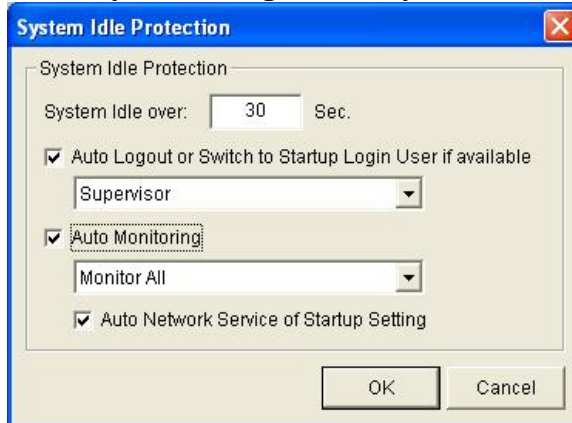 System Idle Protection
System Idle Protection
System Idle over: 30 Sec.
Auto Logout or Switch to Startup Login User if available
Supervisor
Auto Monitoring
Monitor All
Auto Network Service of Startup Setting
OK Cancel